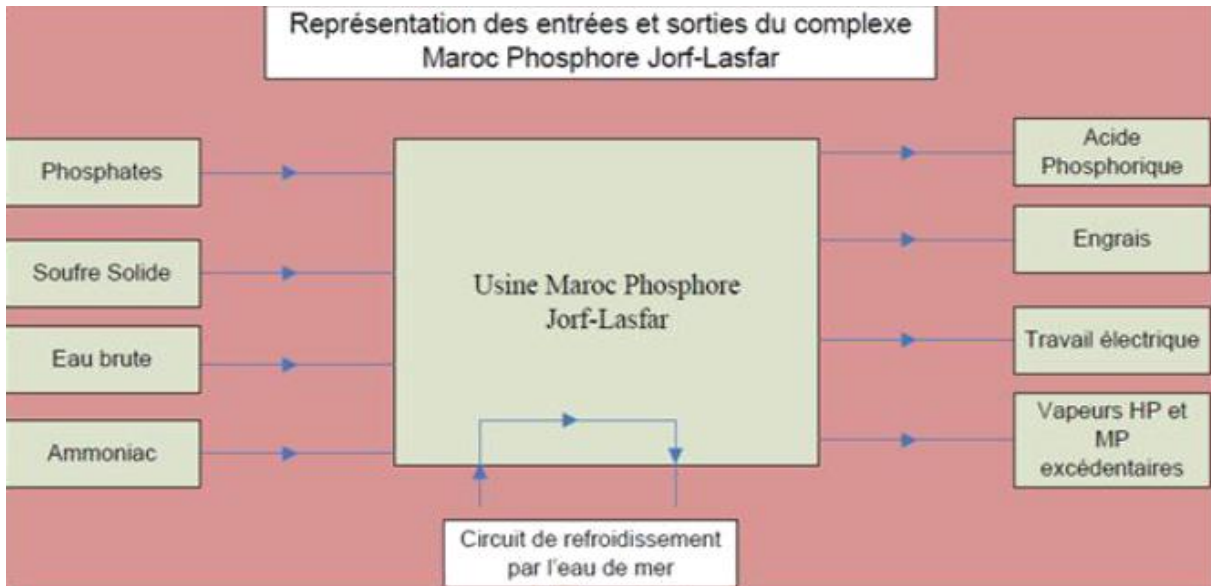 Représentation des entrées et sorties du complexe
Maroc Phosphore Jorf-Lasfar
Phosphates
Soufre Solide
Eau brute
Ammoniac
Usine Maroc Phosphore
Jorf-Lasfar
Acide
Phosphorique
Engrais
Travail électrique
Vapeurs HP et
MP
excédentaires
Circuit de refroidissement
par l'eau de mer